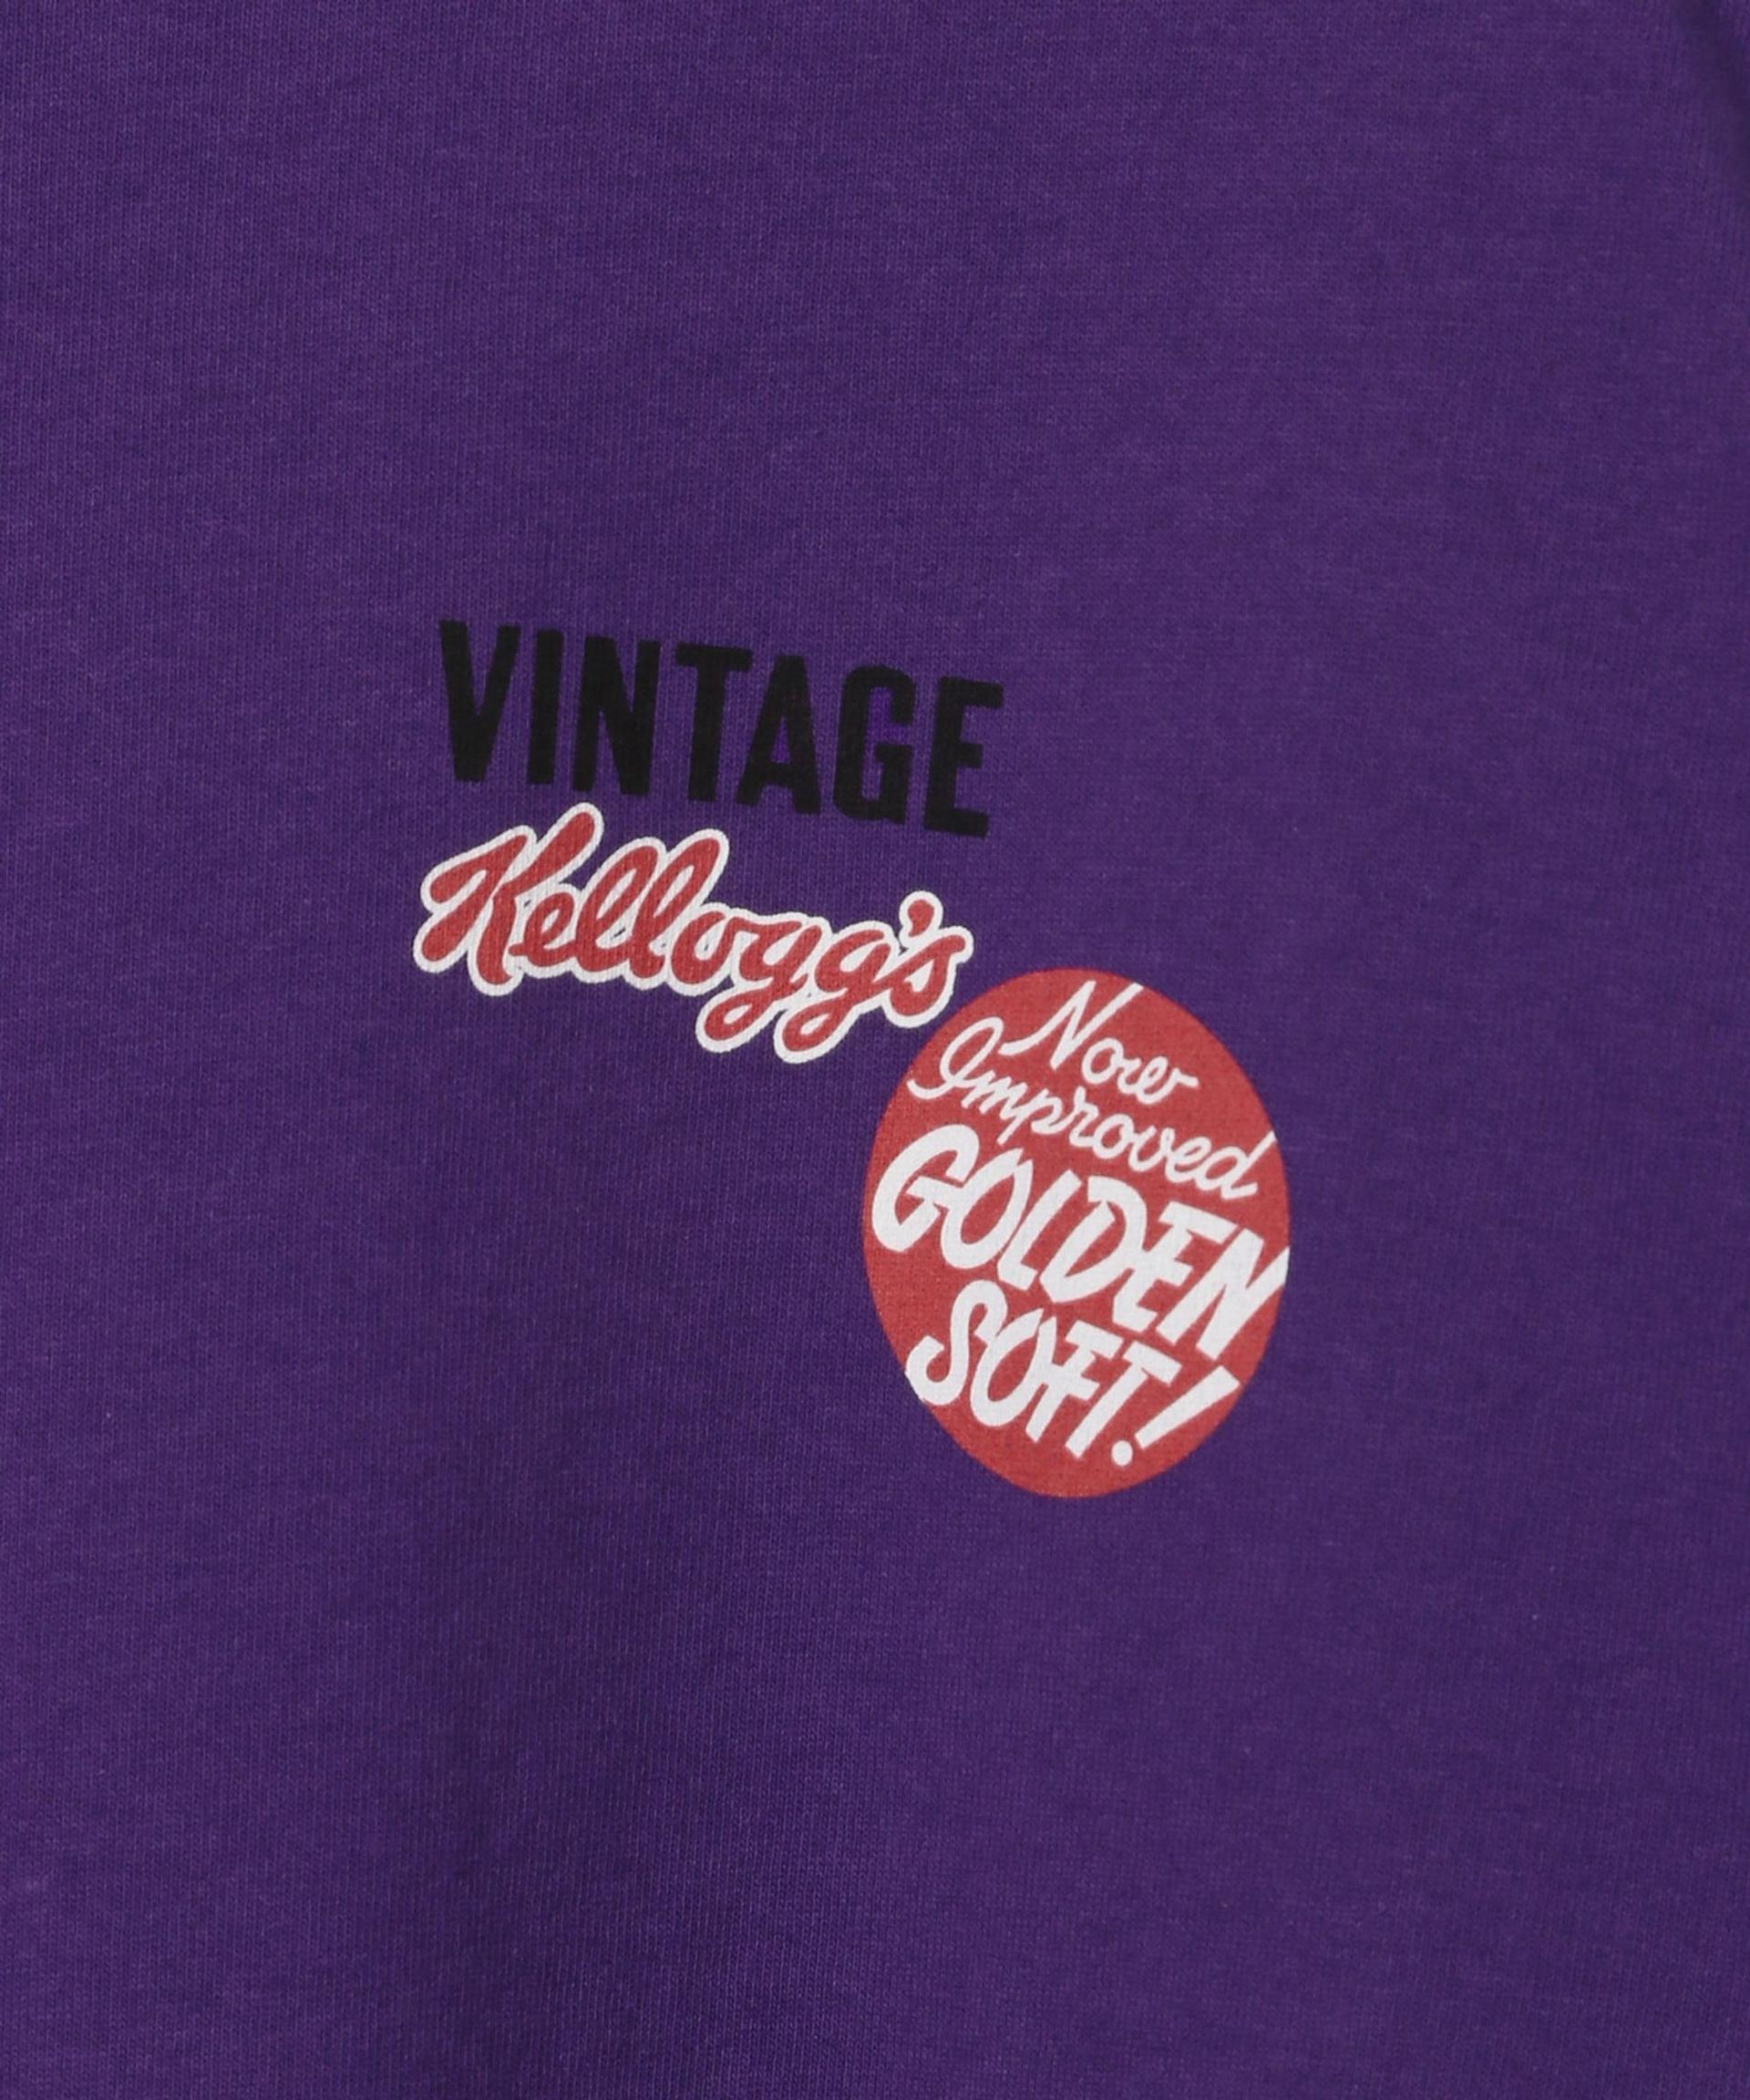 VINTAGE
Kellogg's
Now
Improved
GOLDEN
SOFT!